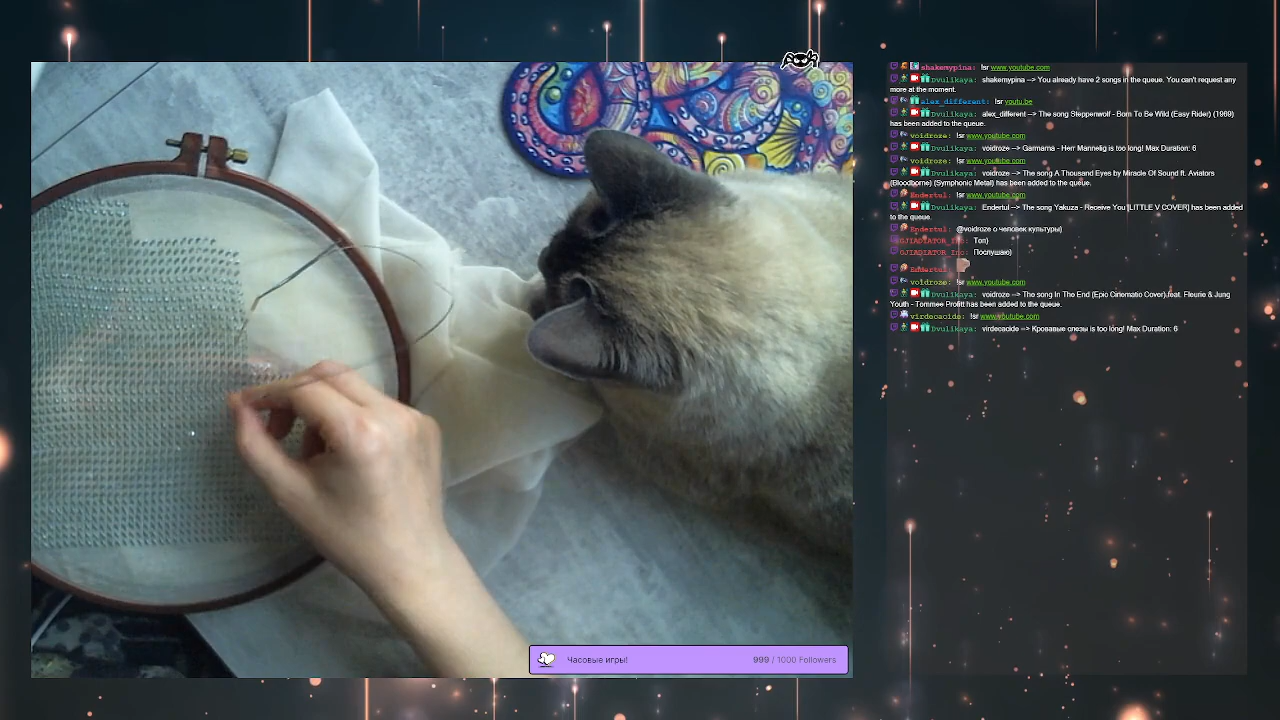 shakemypina: !sr www.youtube.com
Dvulikaya: shakemypina --> You already have 2 songs in the queue. You can't request any
more at the moment.
alex_different: !sr youtu.be
Dvulikaya: alex_different --> The song Steppenwolf - Born To Be Wild (Easy Rider) (1969)
has been added to the queue.
voidroze: !sr www.youtube.com
Dvulikaya: voidroze --> Garmarna - Herr Mannelig is too long! Max Duration: 6
voidroze: !sr www.youtube.com
Dvulikaya: voidroze --> The song A Thousand Eyes by Miracle Of Sound ft. Aviators
(Bloodborne) (Symphonic Metal) has been added to the queue.
Endertul: !sr www.youtube.com
Dvulikaya: Endertul --> The song Yakuza - Receive You [LITTLE V COVER] has been added
to the queue.
Endertul: @voidroze о человек культуры)
Топ)
Послушаю)
Endertul:
voidroze: !sr www.youtube.com
Dvulikaya: voidroze --> The song In The End (Epic Cinematic Cover) feat. Fleurie & Jung
Youth - Tommee Profitt has been added to the queue.
virdecacide: !sr www.youtube.com
Dvulikaya: virdecacide --> Кровавые слезы is too long! Max Duration: 6
Часовые игры! 999 / 1000 Followers